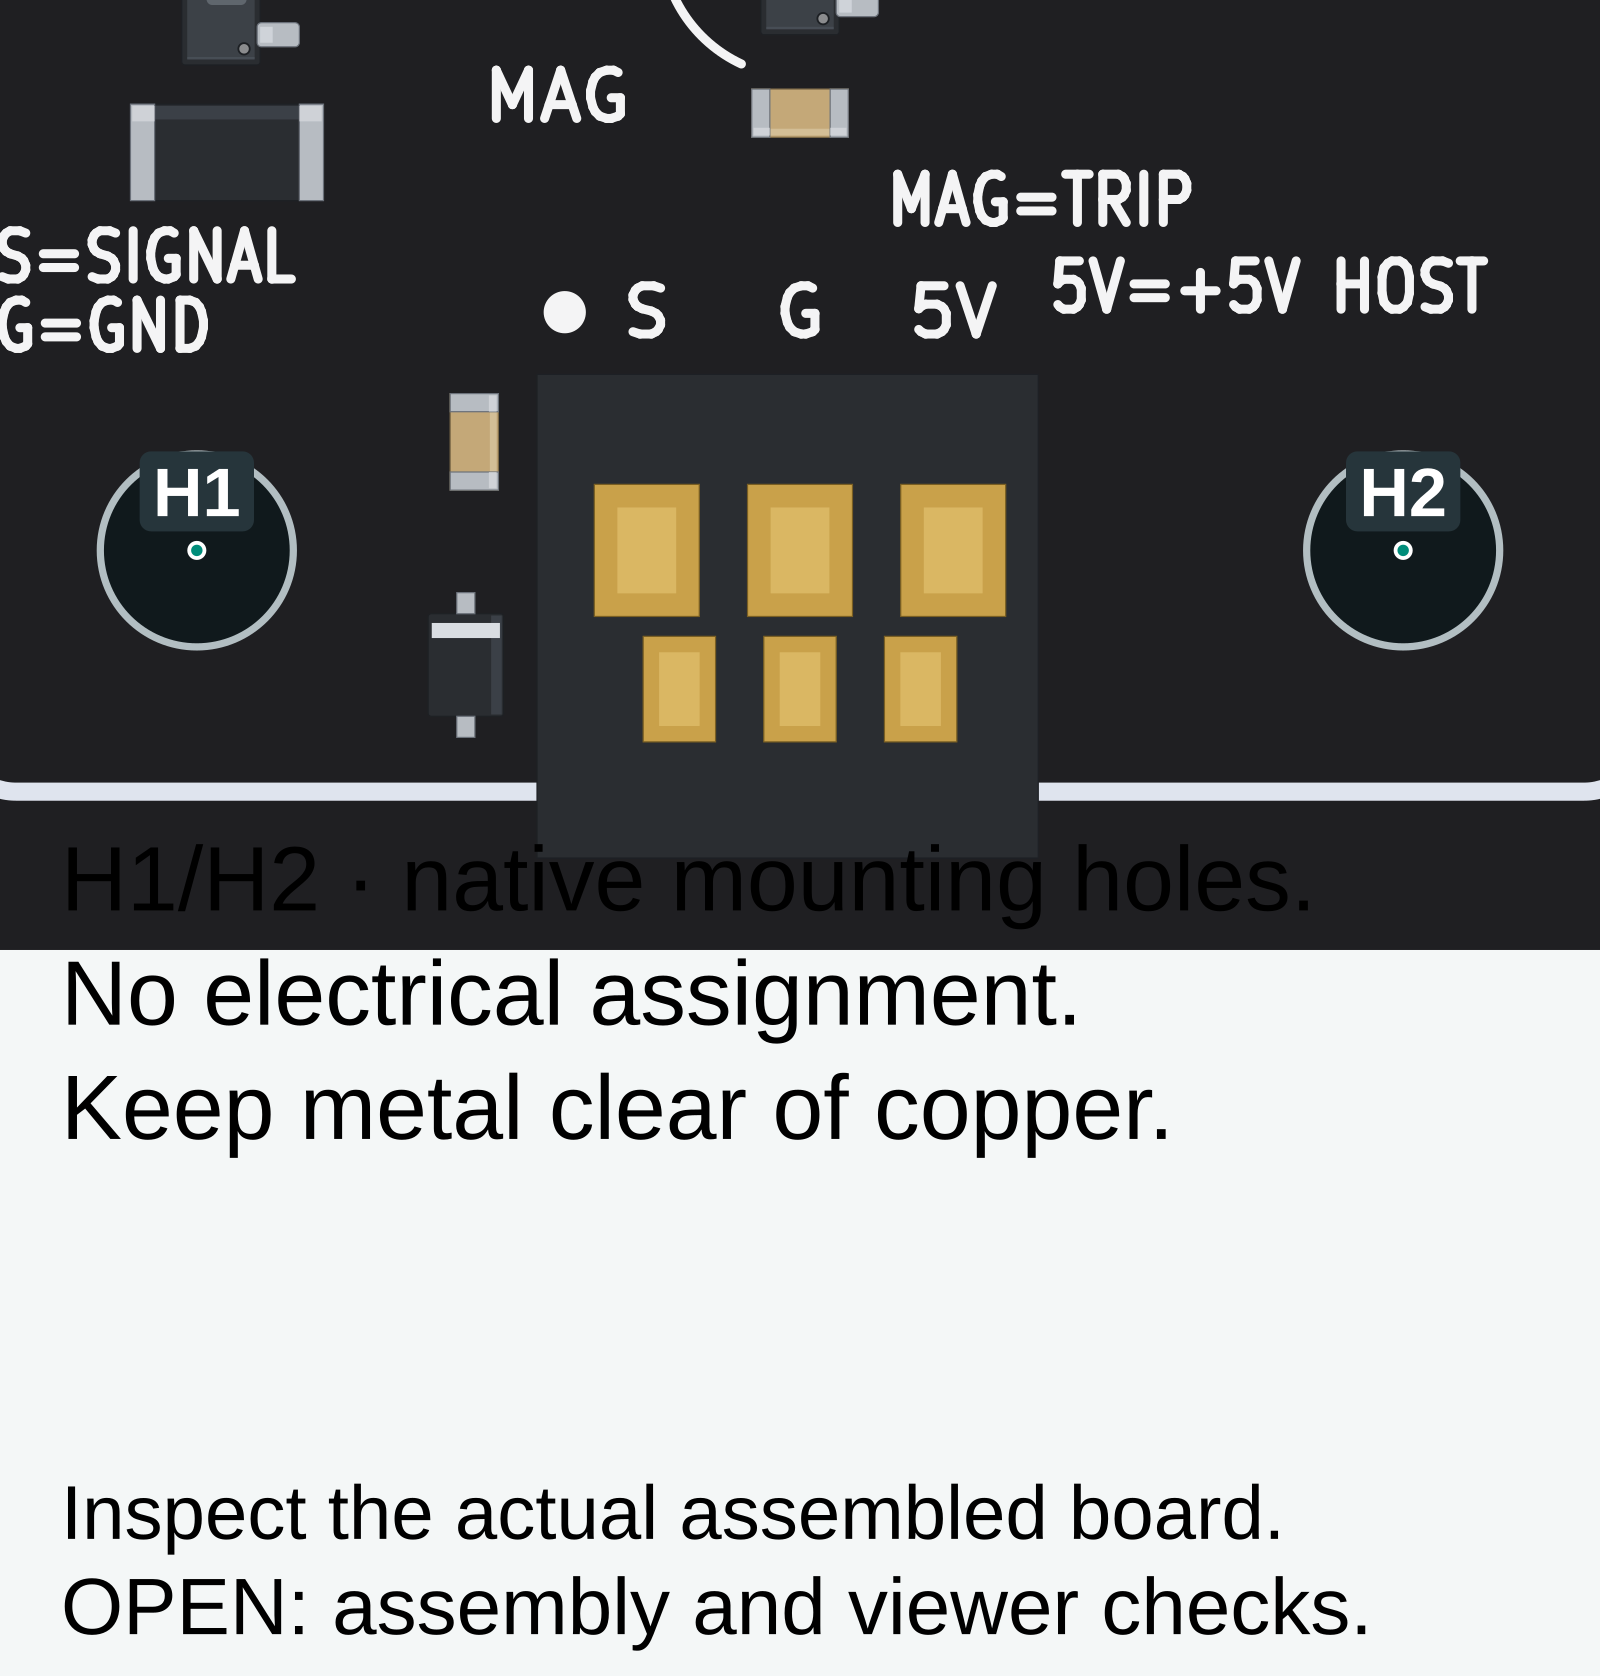 MAG
MAG=TRIP
S=SIGNAL
G=GND
S G 5V
5V=+5V HOST
H1
H2
H1/H2 · native mounting holes.
No electrical assignment.
Keep metal clear of copper.
Inspect the actual assembled board.
OPEN: assembly and viewer checks.